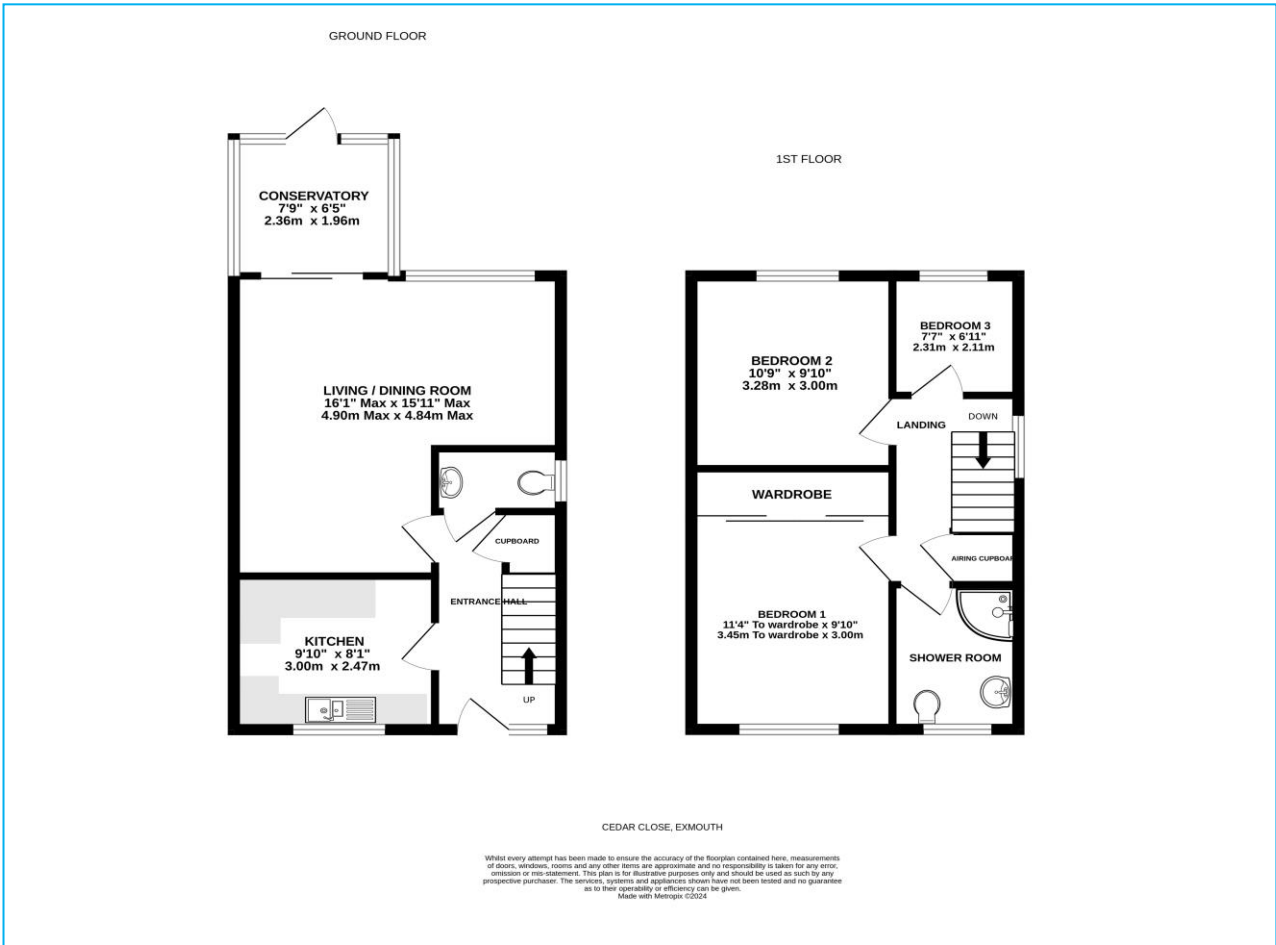 GROUND FLOOR
CONSERVATORY
7'9" x 6'5"
2.36m x 1.96m
LIVING / DINING ROOM
16'1" Max x 15'11" Max
4.90m Max x 4.84m Max
CUPBOARD
ENTRANCE HALL
KITCHEN
9'10" x 8'1"
3.00m x 2.47m
UP
1ST FLOOR
BEDROOM 3
7'7" x 6'11"
2.31m x 2.11m
BEDROOM 2
10'9" x 9'10"
3.28m x 3.00m
DOWN
LANDING
WARDROBE
AIRING CUPBOAR
BEDROOM 1
11'4" To wardrobe x 9'10"
3.45m To wardrobe x 3.00m
SHOWER ROOM
CEDAR CLOSE, EXMOUTH
Whilst every attempt has been made to ensure the accuracy of the floorplan contained here, measurements
of doors, windows, rooms and any other items are approximate and no responsibility is taken for any error,
omission or mis-statement. This plan is for illustrative purposes only and should be used as such by any
prospective purchaser. The services, systems and appliances shown have not been tested and no guarantee
as to their operability or efficiency can be given.
Made with Metropix ©2024